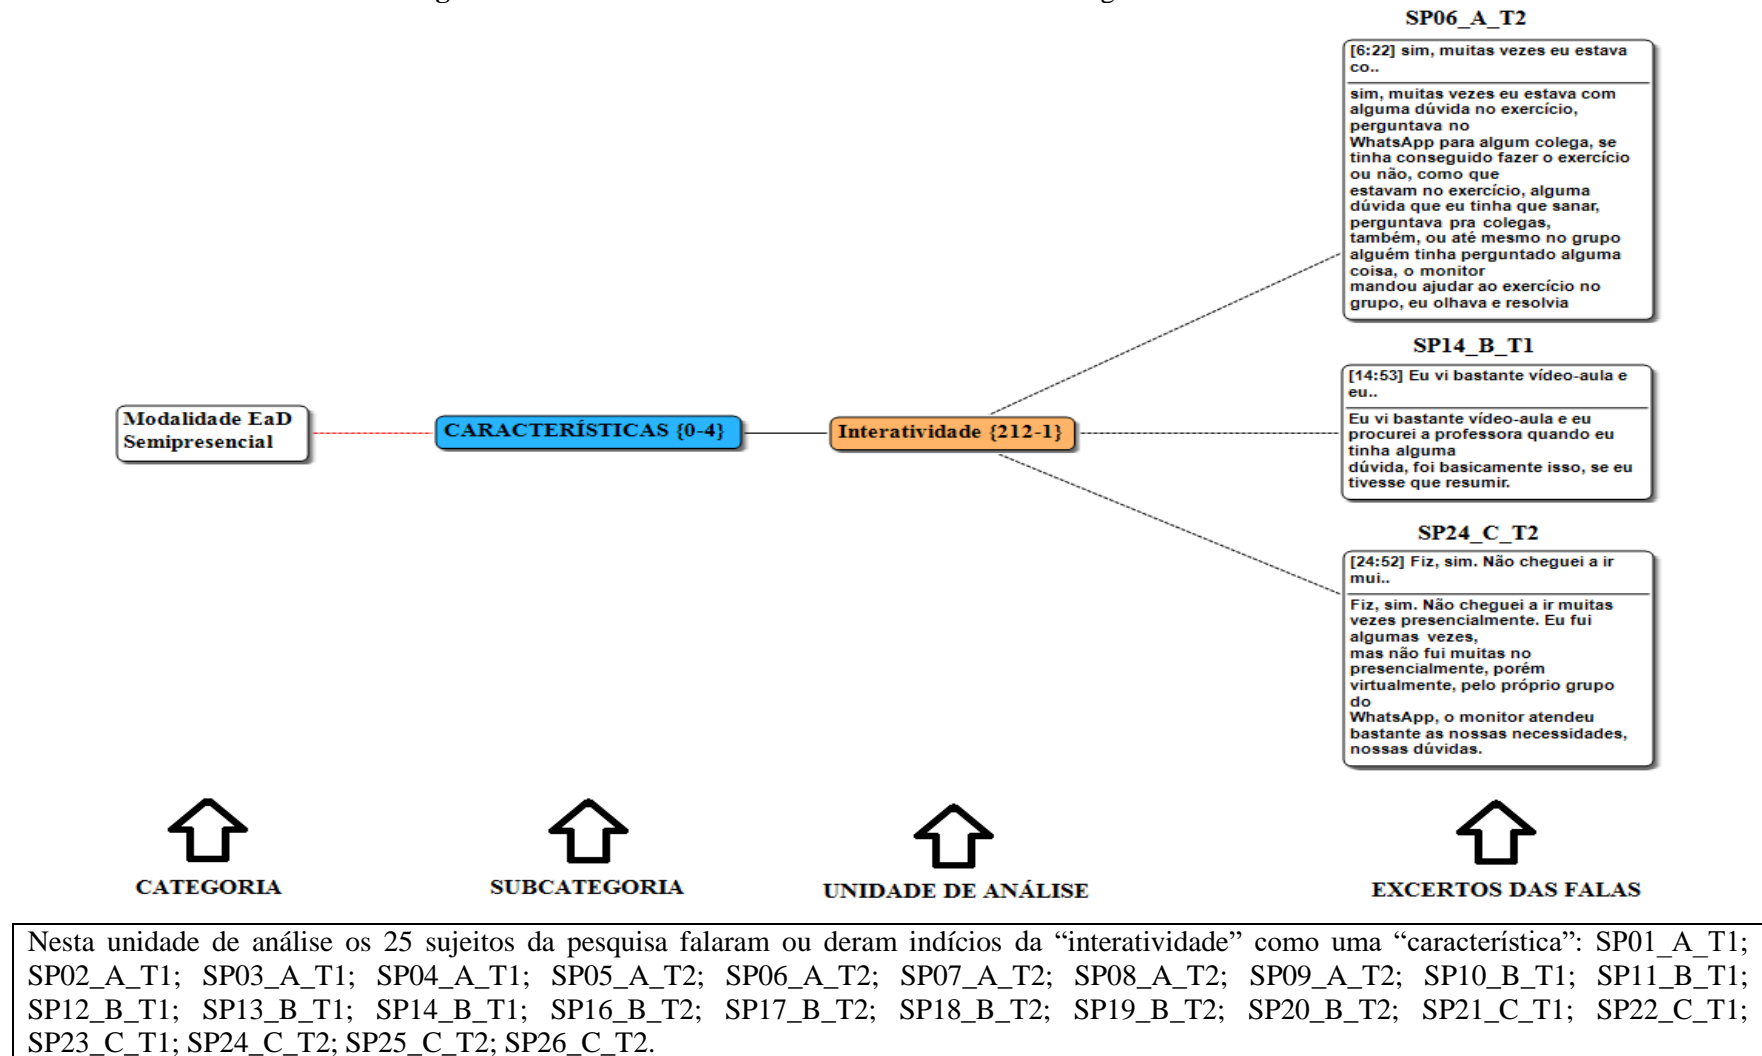 SP06_A_T2
[6:22] sim, muitas vezes eu estava
co..
sim, muitas vezes eu estava com
alguma dúvida no exercício,
perguntava no
WhatsApp para algum colega, se
tinha conseguido fazer o exercício
ou não, como que
estavam no exercício, alguma
dúvida que eu tinha que sanar,
perguntava pra colegas,
também, ou até mesmo no grupo
alguém tinha perguntado alguma
coisa, o monitor
mandou ajudar ao exercício no
grupo, eu olhava e resolvia
SP14_B_T1
[14:53] Eu vi bastante vídeo-aula e
eu..
Eu vi bastante vídeo-aula e eu
procurei a professora quando eu
tinha alguma
dúvida, foi basicamente isso, se eu
tivesse que resumir.
Modalidade EaD
Semipresencial
CARACTERÍSTICAS {0-4}
Interatividade {212-1}
SP24_C_T2
[24:52] Fiz, sim. Não cheguei a ir
mui..
Fiz, sim. Não cheguei a ir muitas
vezes presencialmente. Eu fui
algumas vezes,
mas não fui muitas no
presencialmente, porém
virtualmente, pelo próprio grupo
do
WhatsApp, o monitor atendeu
bastante as nossas necessidades,
nossas dúvidas.
CATEGORIA
SUBCATEGORIA
UNIDADE DE ANÁLISE
EXCERTOS DAS FALAS
Nesta unidade de análise os 25 sujeitos da pesquisa falaram ou deram indícios da “interatividade” como uma “característica”: SP01_A_T1;
SP02_A_T1; SP03_A_T1; SP04_A_T1; SP05_A_T2; SP06_A_T2; SP07_A_T2; SP08_A_T2; SP09_A_T2; SP10_B_T1; SP11_B_T1;
SP12_B_T1; SP13_B_T1; SP14_B_T1; SP16_B_T2; SP17_B_T2; SP18_B_T2; SP19_B_T2; SP20_B_T2; SP21_C_T1; SP22_C_T1;
SP23_C_T1; SP24_C_T2; SP25_C_T2; SP26_C_T2.